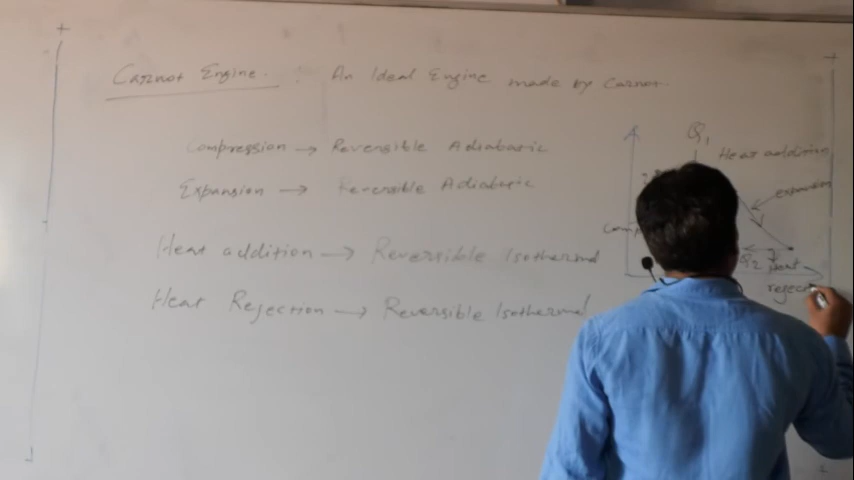 Carnot Engine : An Ideal Engine made by Carnot
Compression → Reversible Adiabatic
Expansion → Reversible Adiabatic
Heat addition → Reversible Isothermal
Heat Rejection → Reversible Isothermal
Q1
Heat addition
expansion
Q2 Heat